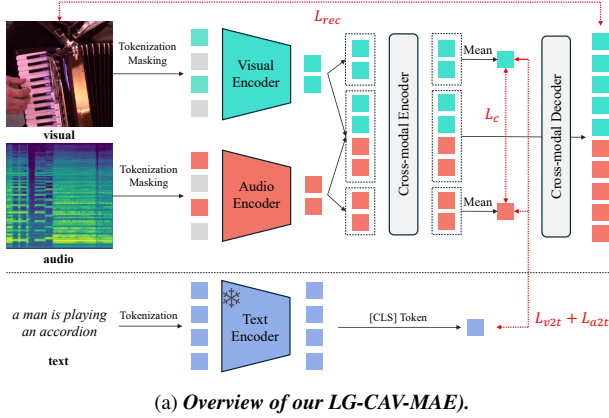 L_rec
Tokenization
Masking
Visual
Encoder
visual
Cross-modal Encoder
Mean
L_c
Cross-modal Decoder
Tokenization
Masking
Audio
Encoder
Mean
audio
a man is playing
an accordion
Tokenization
Text
Encoder
[CLS] Token
L_v2t + L_a2t
text
(a) Overview of our LG-CAV-MAE).